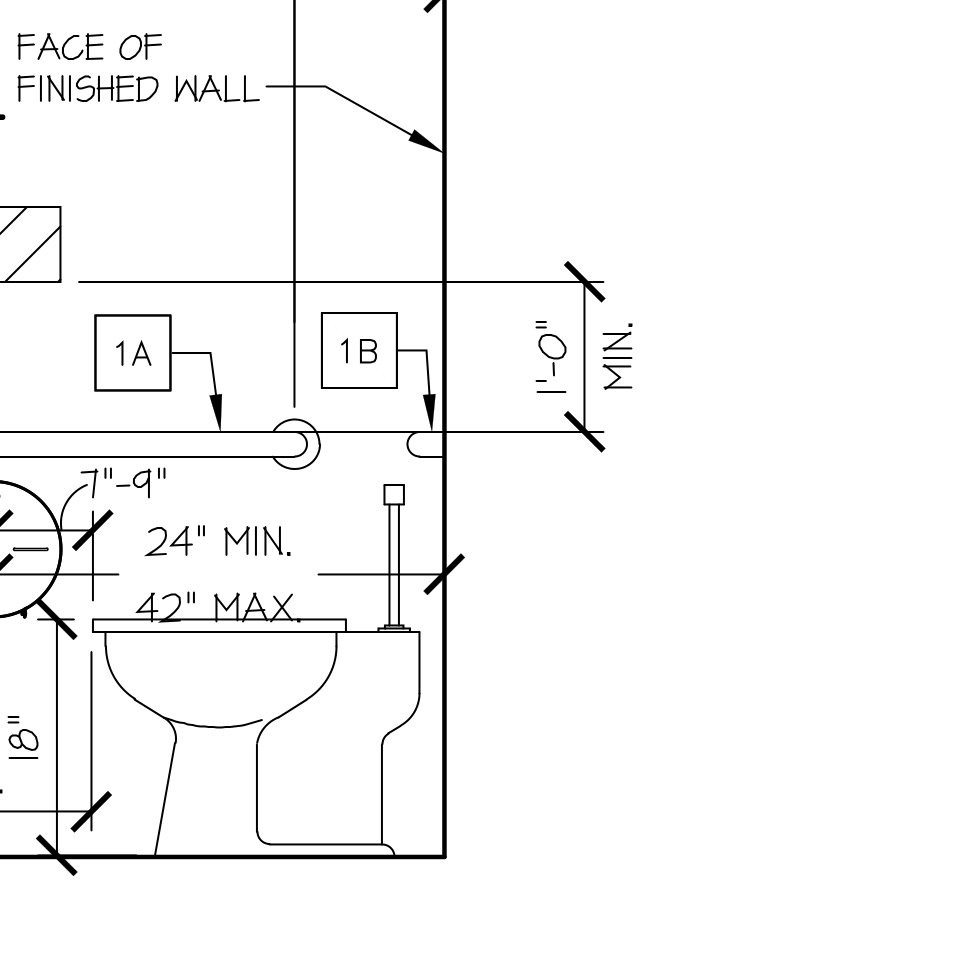 FACE OF
FINISHED WALL
1A
1B
1'-0"
MIN.
7"-9"
24" MIN.
42" MAX.
18"